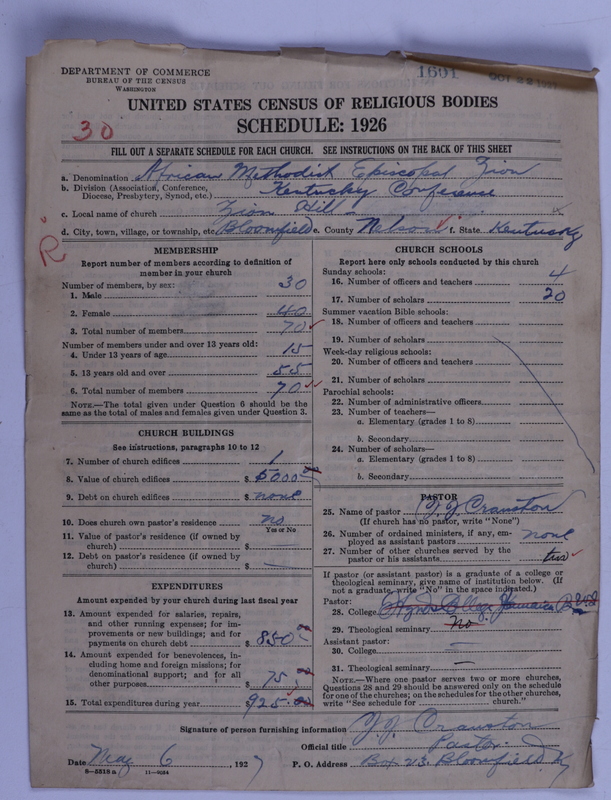 DEPARTMENT OF COMMERCE
BUREAU OF THE CENSUS
WASHINGTON
1601
UNITED STATES CENSUS OF RELIGIOUS BODIES
30
SCHEDULE: 1926
FILL OUT A SEPARATE SCHEDULE FOR EACH CHURCH. SEE INSTRUCTIONS ON THE BACK OF THIS SHEET
a. Denomination African Methodist Episcopal Zion
b. Division (Association, Conference, Diocese, Presbytery, Synod, etc.) Kentucky Conference
c. Local name of church Zion Hill
d. City, town, village, or township, etc. Bloomfield e. County Nelson f. State Kentucky
R
MEMBERSHIP
Report number of members according to definition of
member in your church
Number of members, by sex:
1. Male 30
2. Female 40
3. Total number of members 70
Number of members under and over 13 years old:
4. Under 13 years of age 15
5. 13 years old and over 55
6. Total number of members 70
NOTE.—The total given under Question 6 should be the
same as the total of males and females given under Question 3.
CHURCH BUILDINGS
See instructions, paragraphs 10 to 12
7. Number of church edifices 1
8. Value of church edifices $ 5000.00
9. Debt on church edifices $ none
10. Does church own pastor's residence No
Yes or No
11. Value of pastor's residence (if owned by
church) $
12. Debt on pastor's residence (if owned by
church) $
EXPENDITURES
Amount expended by your church during last fiscal year
13. Amount expended for salaries, repairs,
and other running expenses; for im-
provements or new buildings; and for
payments on church debt $ 850.00
14. Amount expended for benevolences, in-
cluding home and foreign missions; for
denominational support; and for all
other purposes $ 75.00
15. Total expenditures during year $ 925.00
CHURCH SCHOOLS
Report here only schools conducted by this church
Sunday schools:
16. Number of officers and teachers 4
17. Number of scholars 20
Summer vacation Bible schools:
18. Number of officers and teachers
19. Number of scholars
Week-day religious schools:
20. Number of officers and teachers
21. Number of scholars
Parochial schools:
22. Number of administrative officers
23. Number of teachers—
a. Elementary (grades 1 to 8)
b. Secondary
24. Number of scholars—
a. Elementary (grades 1 to 8)
b. Secondary
PASTOR
25. Name of pastor J. J. Cranston
(If church has no pastor, write "None")
26. Number of ordained ministers, if any, em-
ployed as assistant pastors none
27. Number of other churches served by the
pastor or his assistants two
If pastor (or assistant pastor) is a graduate of a college or
theological seminary, give name of institution below. (If
not a graduate, write "No" in the space indicated.)
Pastor:
28. College College Jamaica
29. Theological seminary No
Assistant pastor:
30. College
31. Theological seminary
NOTE.—Where one pastor serves two or more churches,
Questions 28 and 29 should be answered only on the schedule
for one of the churches; on the schedules for the other churches,
write "See schedule for church."
Signature of person furnishing information J. J. Cranston
Official title Pastor
Date May 6, 1927 P. O. Address Box 23 Bloomfield Ky
8—5518a 11—9024